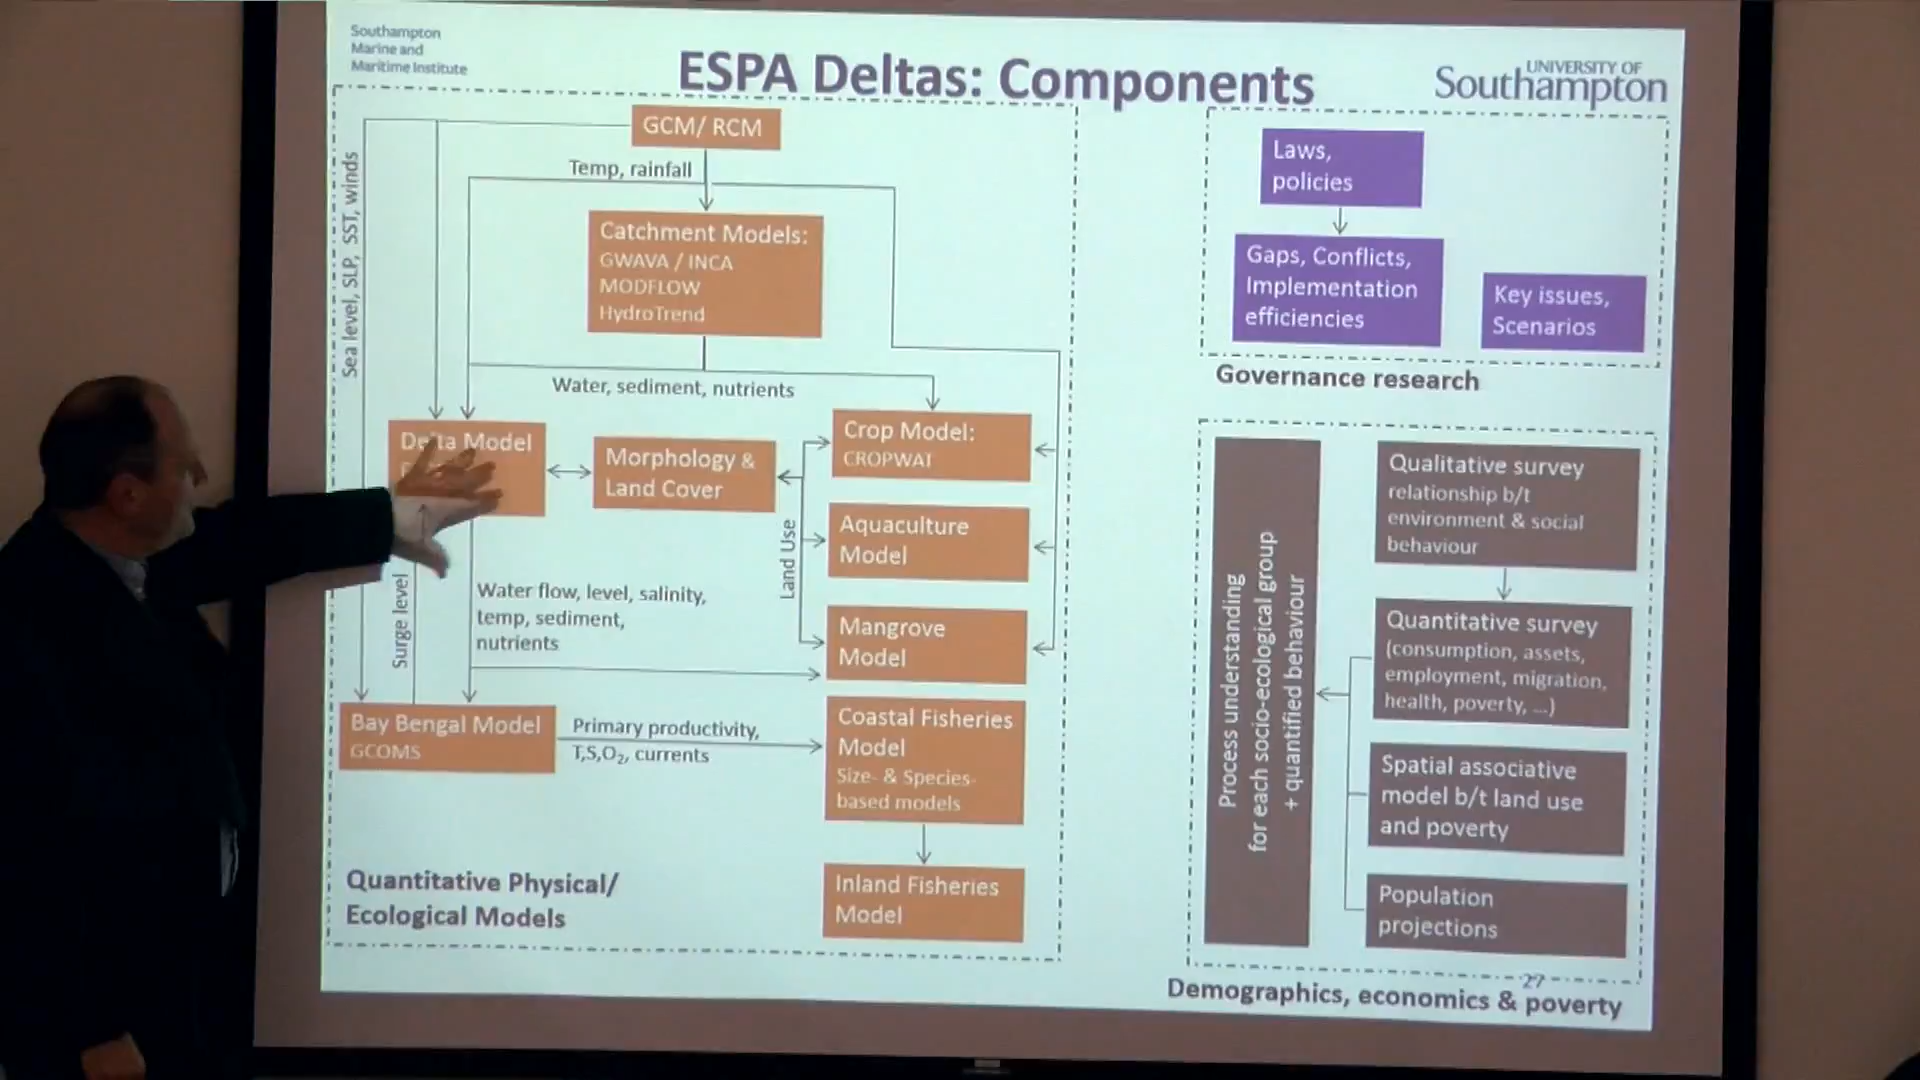 Southampton
Marine and
Maritime Institute
ESPA Deltas: Components
UNIVERSITY OF
Southampton
GCM/ RCM
Temp, rainfall
Sea level, SLP, SST, winds
Catchment Models:
GWAVA / INCA
MODFLOW
HydroTrend
Water, sediment, nutrients
Delta Model
Morphology &
Land Cover
Land Use
Crop Model:
CROPWAT
Aquaculture
Model
Mangrove
Model
Surge level
Water flow, level, salinity,
temp, sediment,
nutrients
Bay Bengal Model
GCOMS
Primary productivity,
T,S,O₂, currents
Coastal Fisheries
Model
Size- & Species-
based models
Inland Fisheries
Model
Quantitative Physical/
Ecological Models
Laws,
policies
Gaps, Conflicts,
Implementation
efficiencies
Key issues,
Scenarios
Governance research
Process understanding
for each socio-ecological group
+ quantified behaviour
Qualitative survey
relationship b/t
environment & social
behaviour
Quantitative survey
(consumption, assets,
employment, migration,
health, poverty, ...)
Spatial associative
model b/t land use
and poverty
Population
projections
27
Demographics, economics & poverty